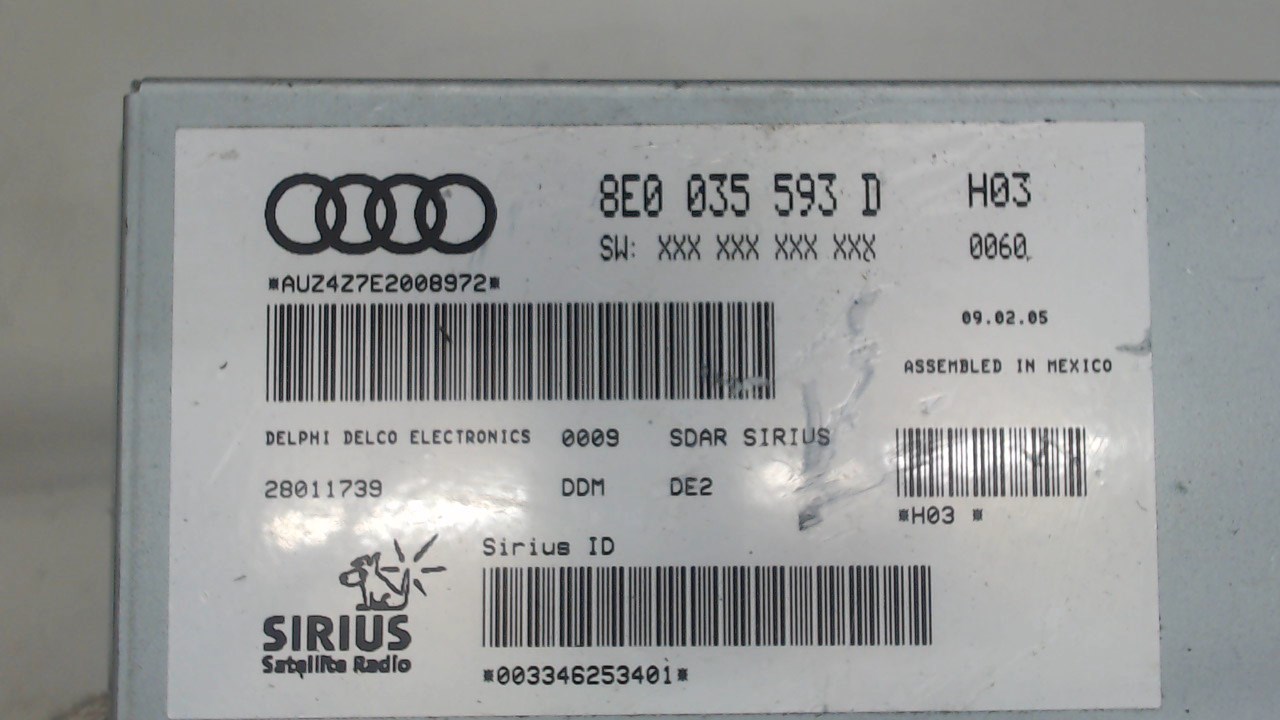 8E0 035 593 D H03
SW: XXX XXX XXX XXX 0060
*AUZ4Z7E2008972*
09.02.05
ASSEMBLED IN MEXICO
DELPHI DELCO ELECTRONICS 0009 SDAR SIRIUS
28011739 DDM DE2
*H03 *
Sirius ID
SIRIUS
Satellite Radio
*003346253401*